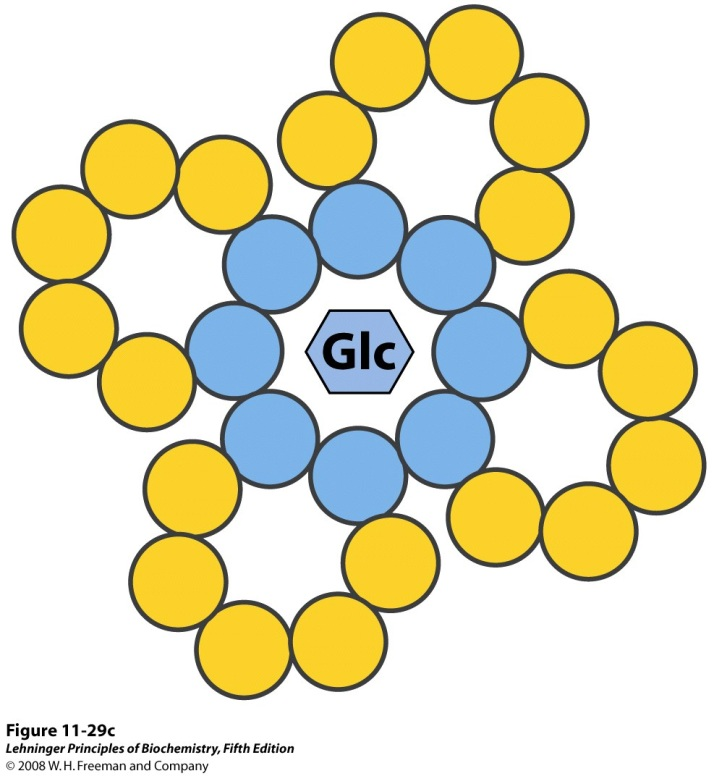 Glc
Figure 11-29c
Lehninger Principles of Biochemistry, Fifth Edition
© 2008 W. H. Freeman and Company